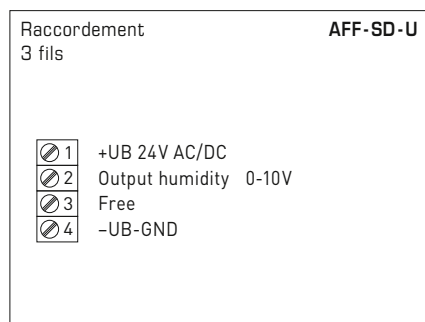 Raccordement AFF-SD-U
3 fils
1 +UB 24V AC/DC
2 Output humidity 0-10V
3 Free
4 –UB-GND